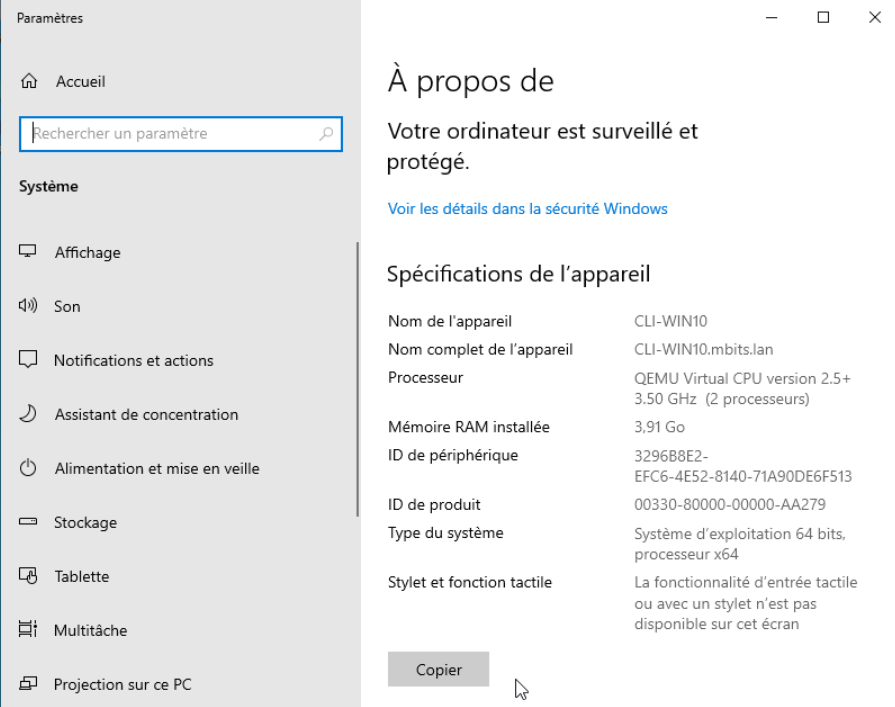 Paramètres
Accueil
Rechercher un paramètre
Système
Affichage
Son
Notifications et actions
Assistant de concentration
Alimentation et mise en veille
Stockage
Tablette
Multitâche
Projection sur ce PC
À propos de
Votre ordinateur est surveillé et
protégé.
Voir les détails dans la sécurité Windows
Spécifications de l’appareil
Nom de l'appareil CLI-WIN10
Nom complet de l’appareil CLI-WIN10.mbits.lan
Processeur QEMU Virtual CPU version 2.5+
3.50 GHz (2 processeurs)
Mémoire RAM installée 3,91 Go
ID de périphérique 3296B8E2-
EFC6-4E52-8140-71A90DE6F513
ID de produit 00330-80000-00000-AA279
Type du système Système d’exploitation 64 bits,
processeur x64
Stylet et fonction tactile La fonctionnalité d’entrée tactile
ou avec un stylet n’est pas
disponible sur cet écran
Copier